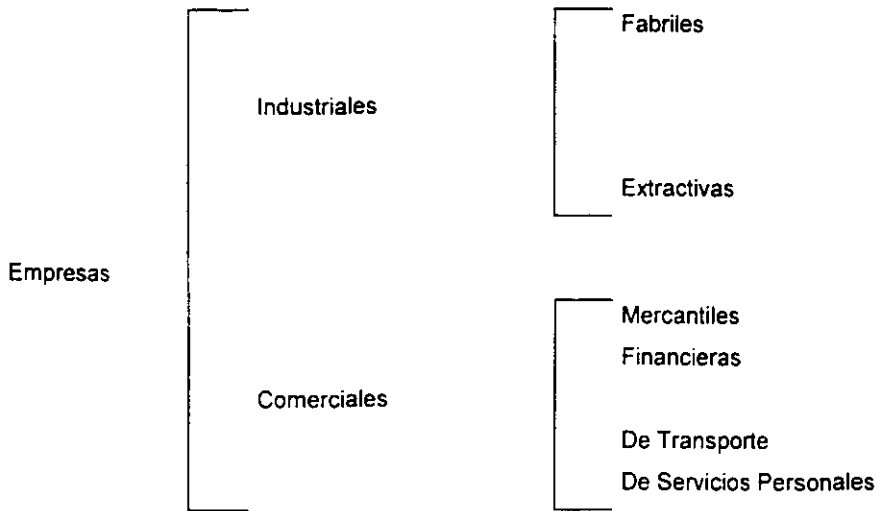 Fabriles
Industriales
Extractivas
Empresas
Mercantiles
Financieras
Comerciales
De Transporte
De Servicios Personales